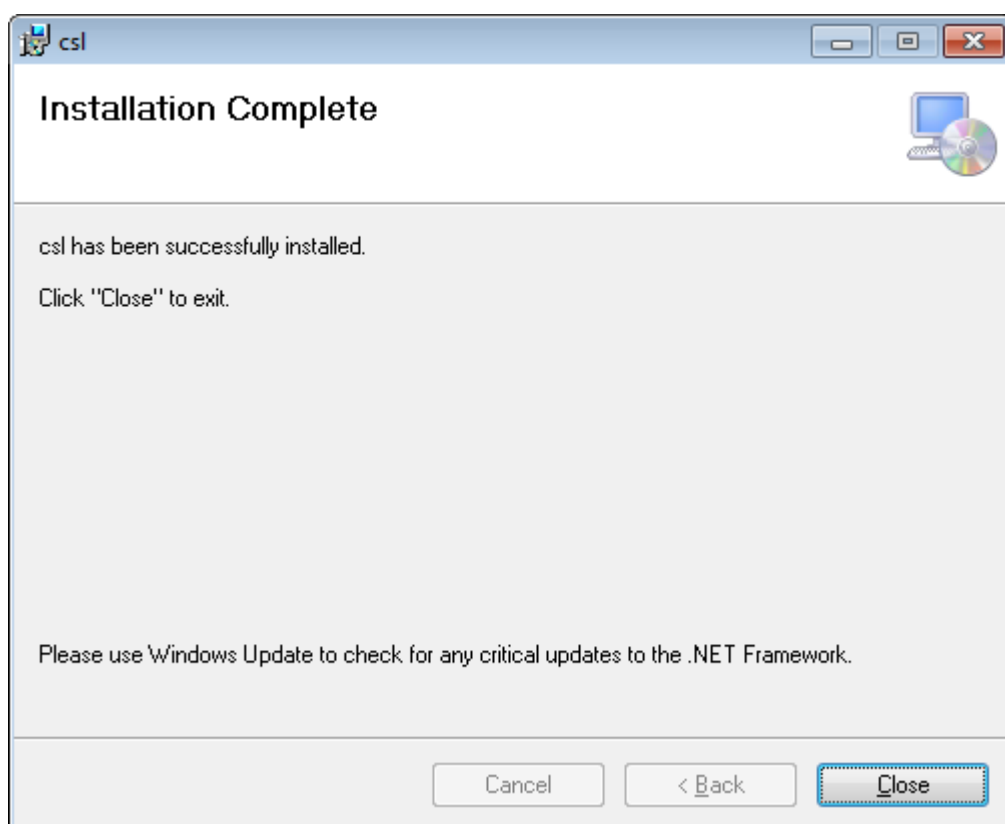 csl
Installation Complete
csl has been successfully installed.
Click "Close" to exit.
Please use Windows Update to check for any critical updates to the .NET Framework.
Cancel
< Back
Close